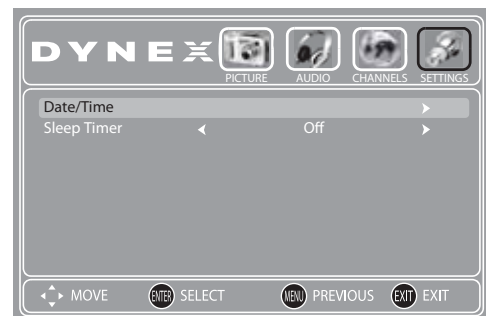 DYNEX
PICTURE AUDIO CHANNELS SETTINGS
Date/Time
Sleep Timer Off
MOVE ENTER SELECT MENU PREVIOUS EXIT EXIT